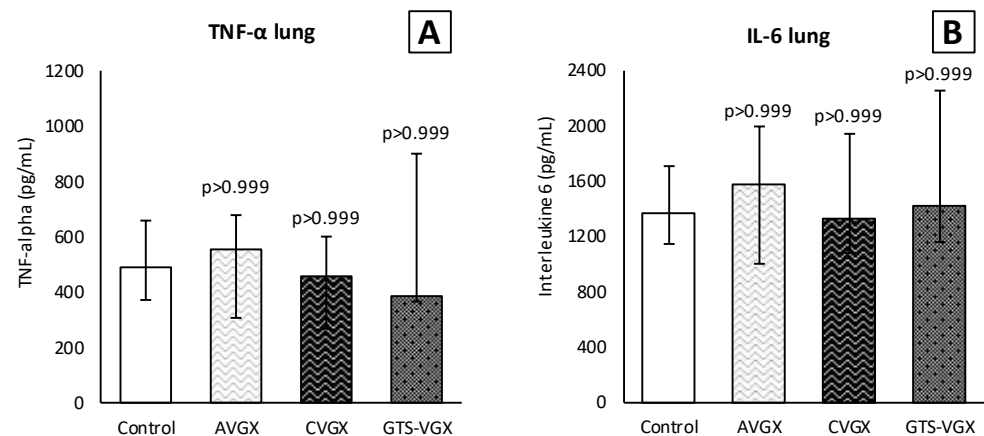 TNF-α lung
A
TNF-alpha (pg/mL)
1200
1000
800
600
400
200
0
p>0.999
p>0.999
p>0.999
Control AVGX CVGX GTS-VGX
IL-6 lung
B
Interleukine 6 (pg/mL)
2400
2000
1600
1200
800
400
0
p>0.999
p>0.999
p>0.999
Control AVGX CVGX GTS-VGX